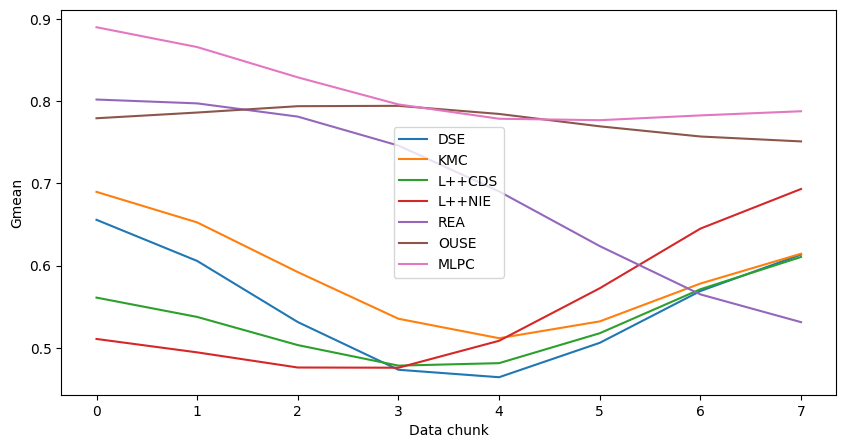 0.9
0.8
0.7
0.6
0.5
Gmean
DSE
KMC
L++CDS
L++NIE
REA
OUSE
MLPC
0 1 2 3 4 5 6 7
Data chunk